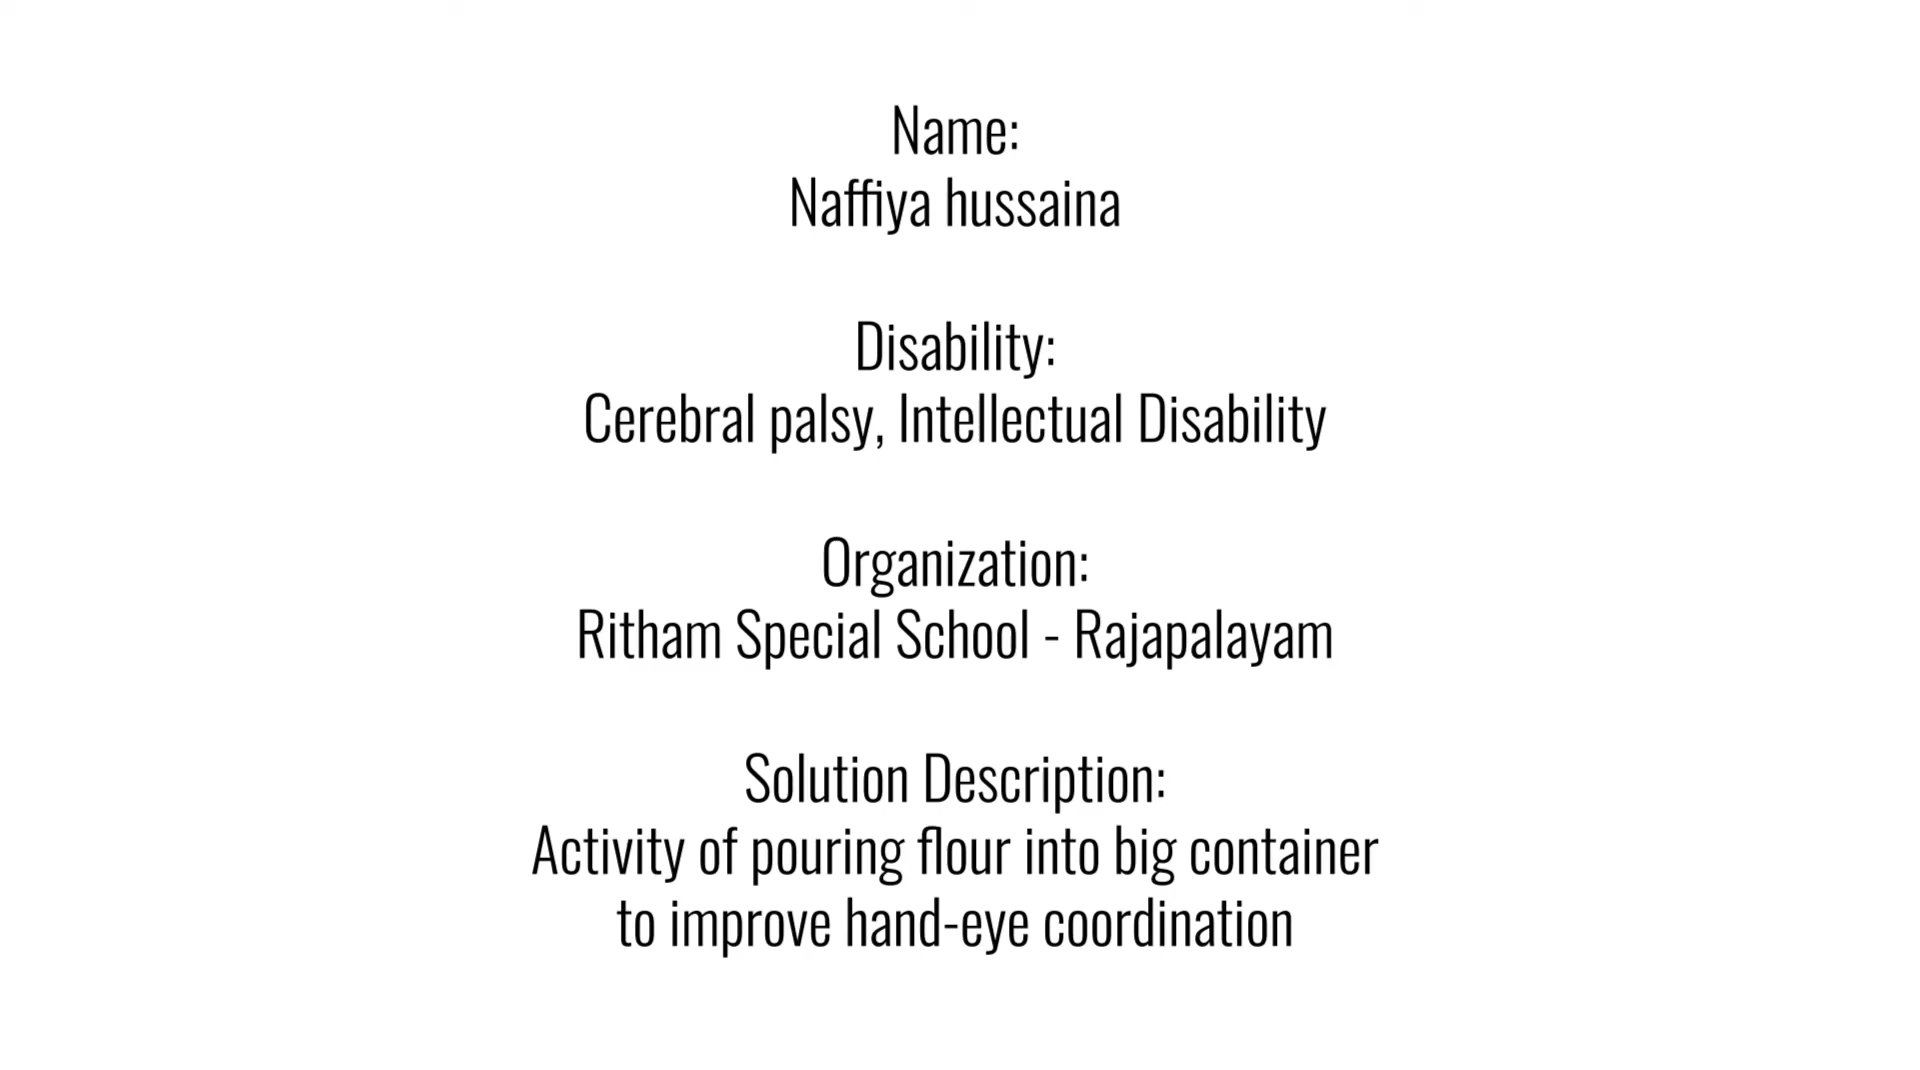 Name:
Naffiya hussaina
Disability:
Cerebral palsy, Intellectual Disability
Organization:
Ritham Special School - Rajapalayam
Solution Description:
Activity of pouring flour into big container
to improve hand-eye coordination